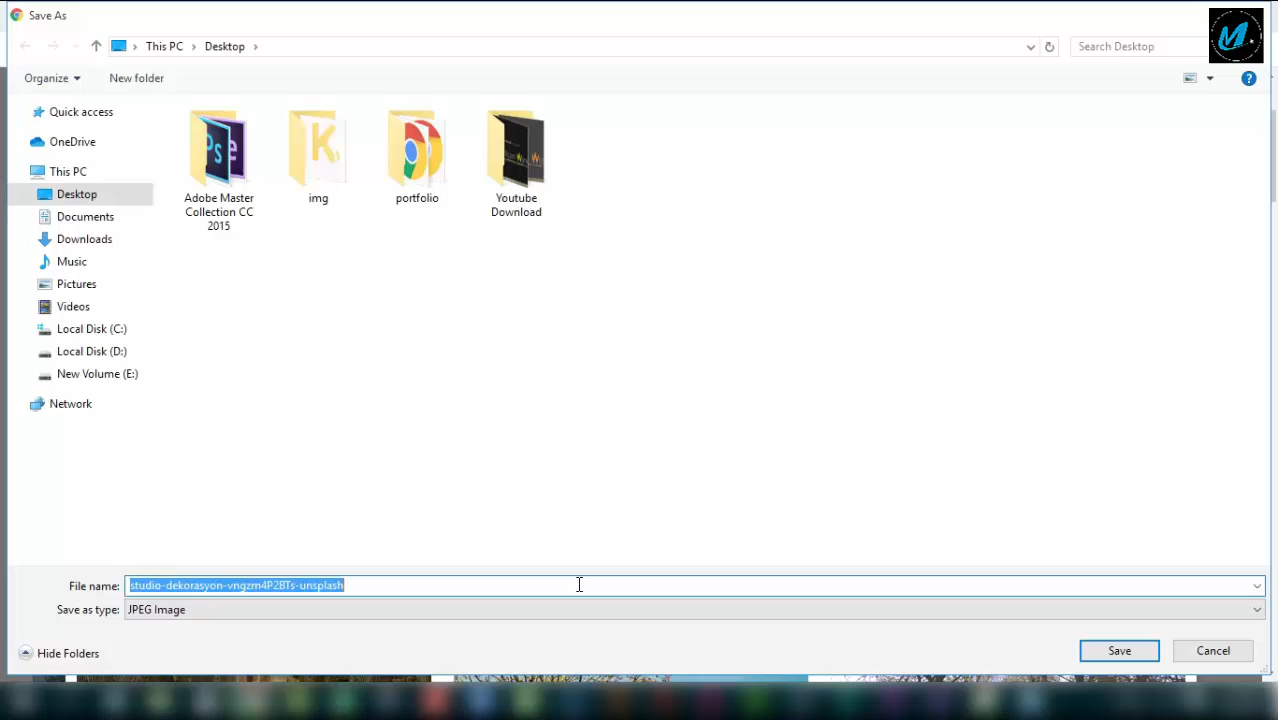 Save As
This PC
Desktop
Search Desktop
Organize
New folder
Quick access
OneDrive
This PC
Desktop
Documents
Downloads
Music
Pictures
Videos
Local Disk (C:)
Local Disk (D:)
New Volume (E:)
Network
Adobe Master
Collection CC
2015
img
portfolio
Youtube
Download
File name: studio-dekorasyon-vngzm4P2BTs-unsplash
Save as type: JPEG Image
Hide Folders
Save
Cancel